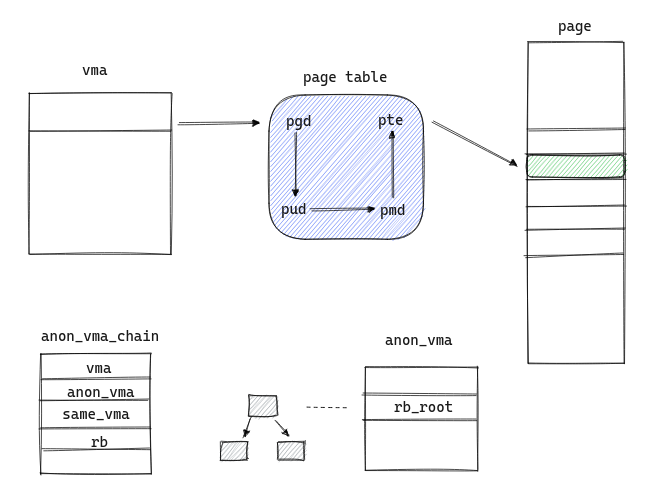 page
vma
page table
pgd
pte
pud
pmd
anon_vma_chain
vma
anon_vma
same_vma
rb
anon_vma
rb_root